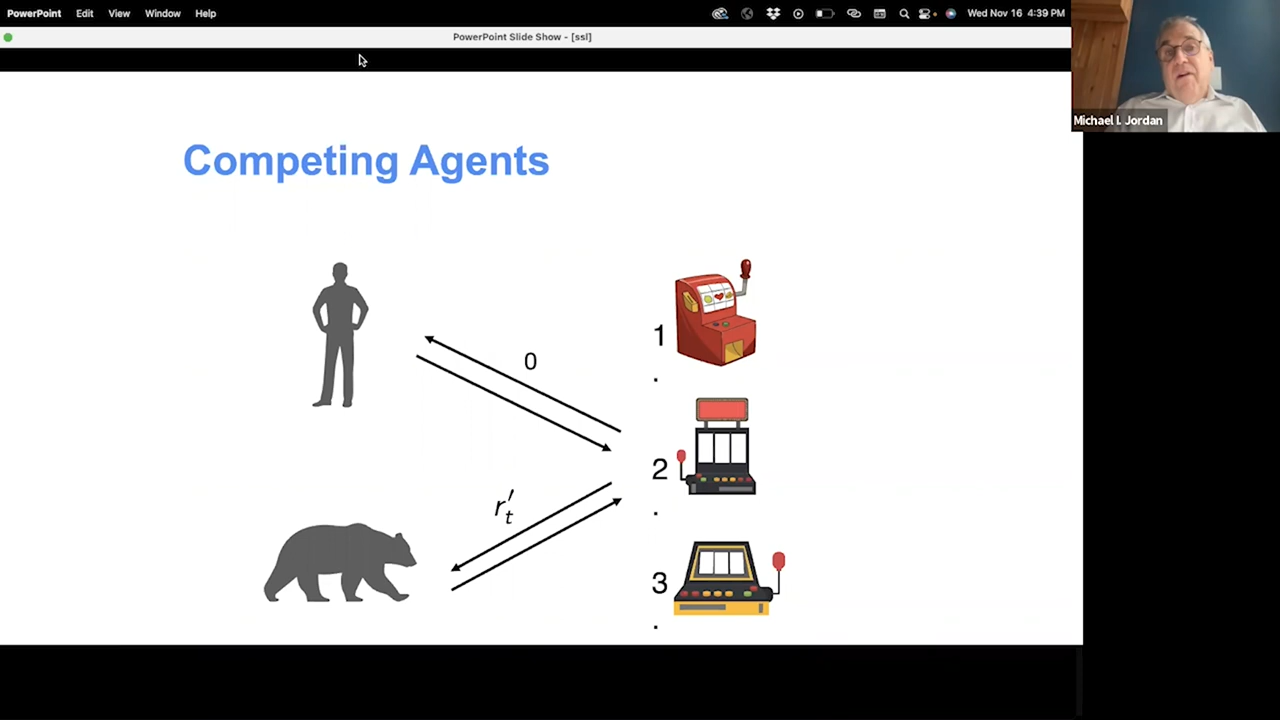 PowerPoint Edit View Window Help Wed Nov 16 4:39 PM
PowerPoint Slide Show - [ssl]
Michael I. Jordan
Competing Agents
1
.
0
2
.
r′t
3
.